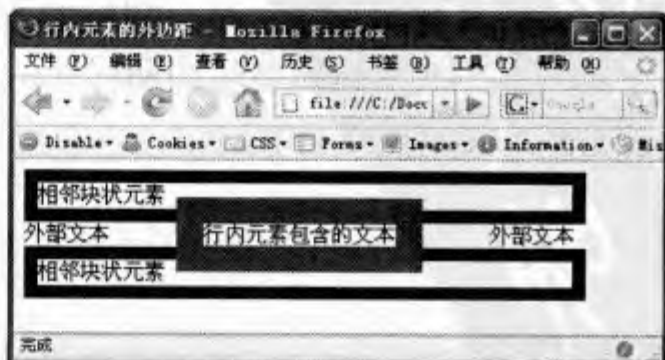 行内元素的外边距 - Mozilla Firefox
文件 (F) 编辑 (E) 查看 (V) 历史 (S) 书签 (B) 工具 (T) 帮助 (H)
file:///C:/Docu G Google
Disable Cookies CSS Forms Images Information Mis
相邻块状元素
外部文本 行内元素包含的文本 外部文本
相邻块状元素
完成